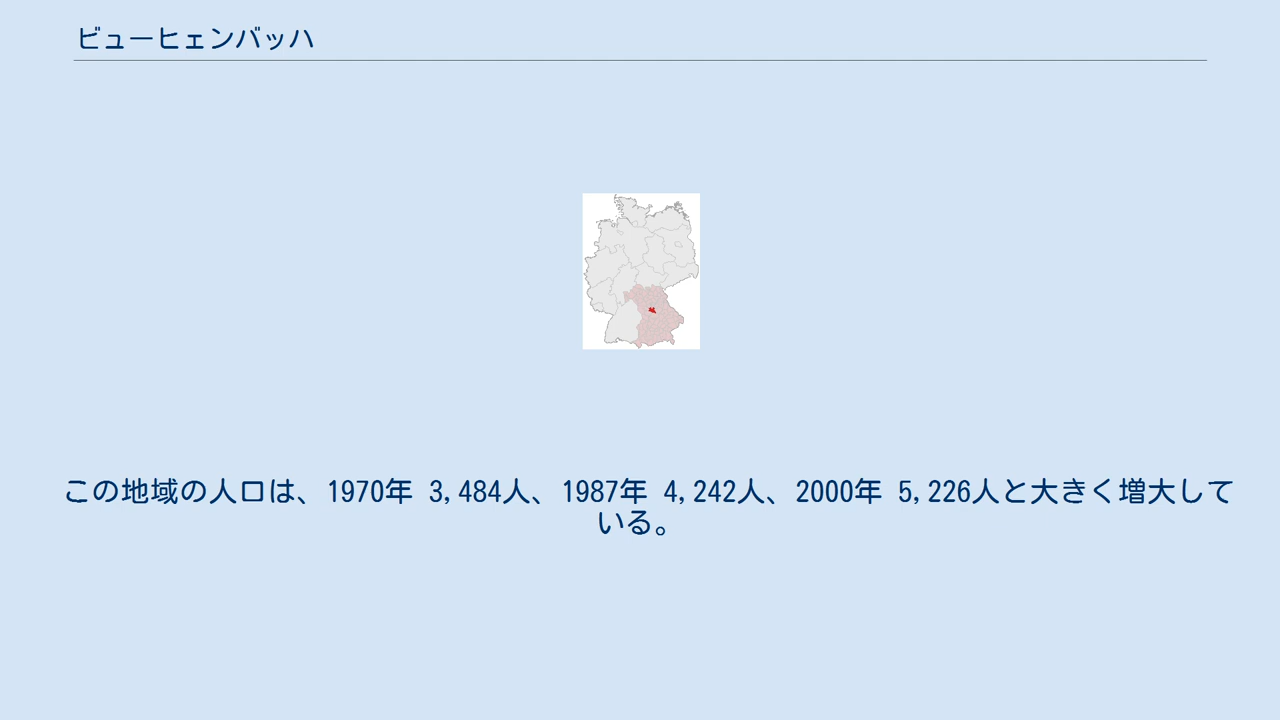 ビューヒェンバッハ
この地域の人口は、1970年 3,484人、1987年 4,242人、2000年 5,226人と大きく増大して
いる。